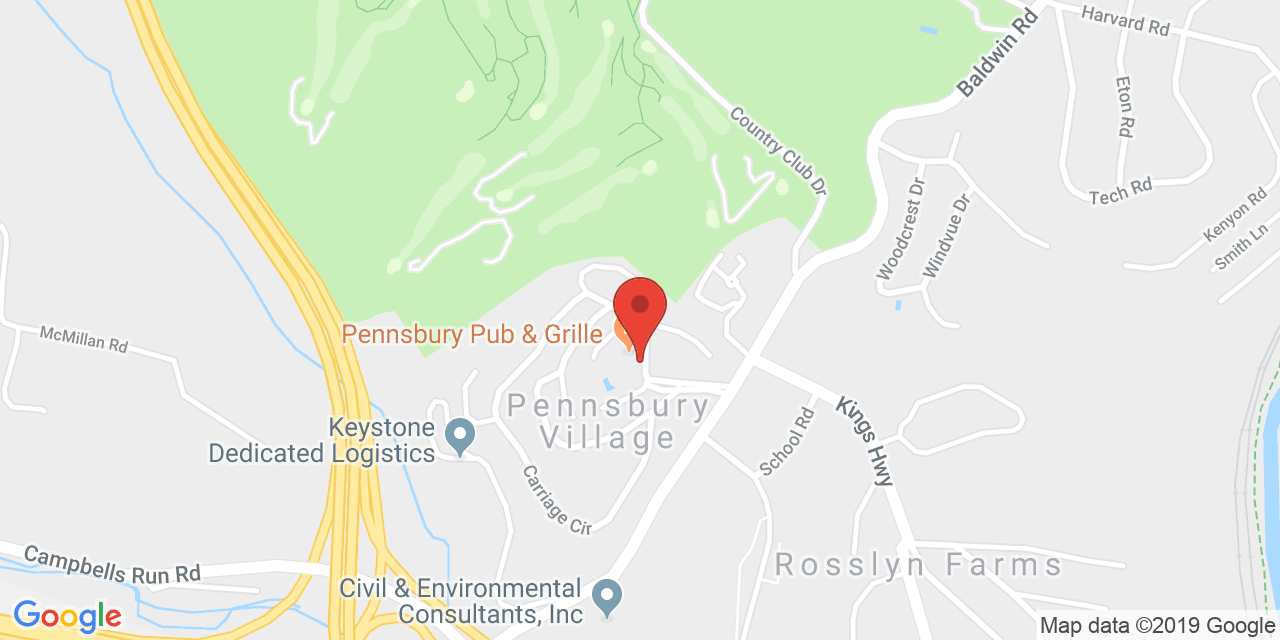 Harvard Rd
Baldwin Rd
Eton Rd
Country Club Dr
Tech Rd
Woodcrest Dr
Windvue Dr
Kenyon Rd
Smith Ln
McMillan Rd
Pennsbury Pub & Grille
Pennsbury
Village
Keystone
Dedicated Logistics
Kings Hwy
School Rd
Carriage Cir
Campbells Run Rd
Rosslyn Farms
Civil & Environmental
Consultants, Inc
Google
Map data ©2019 Google